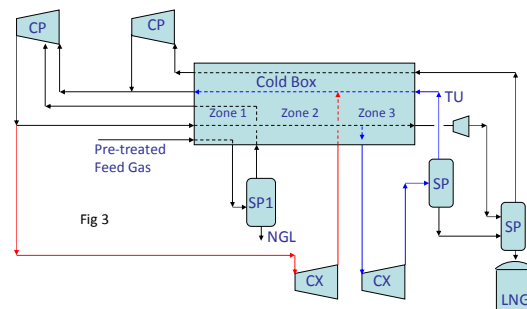 CP
CP
Cold Box
TU
Zone 1
Zone 2
Zone 3
Pre-treated
Feed Gas
SP
SP1
SP
Fig 3
NGL
CX
CX
LNG